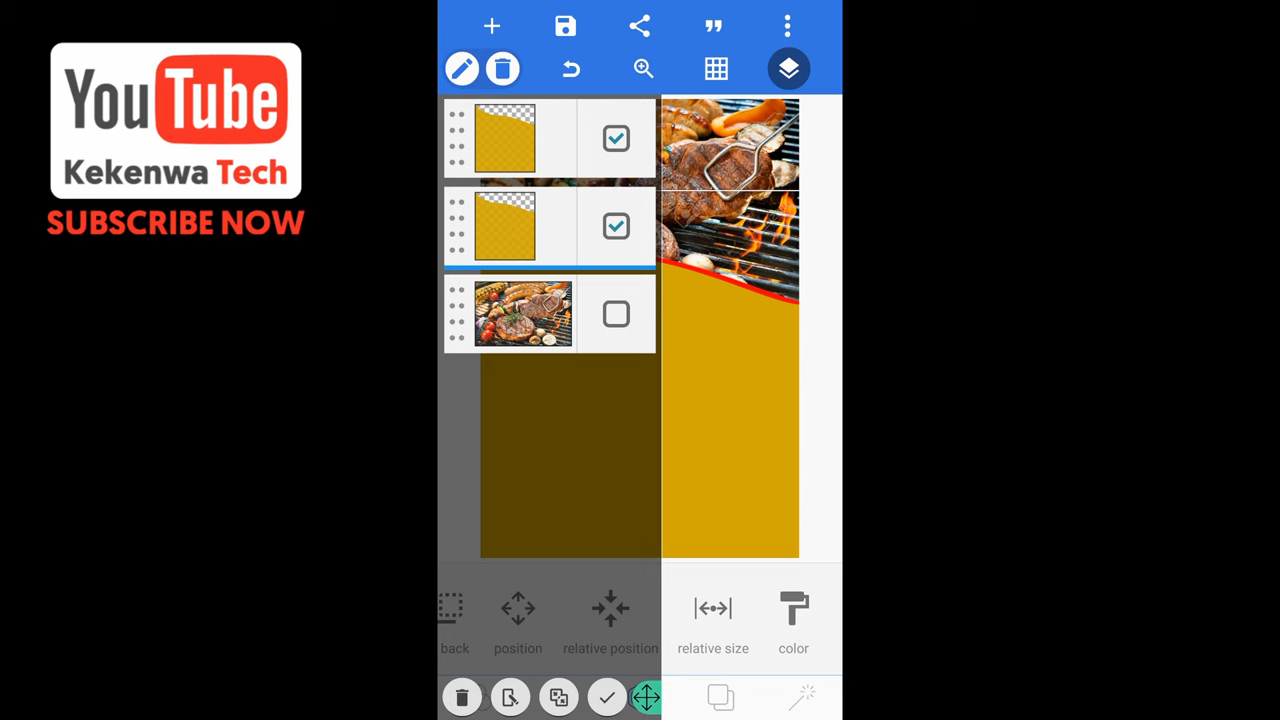 YouTube
Kekenwa Tech
SUBSCRIBE NOW
back
position
relative position
relative size
color